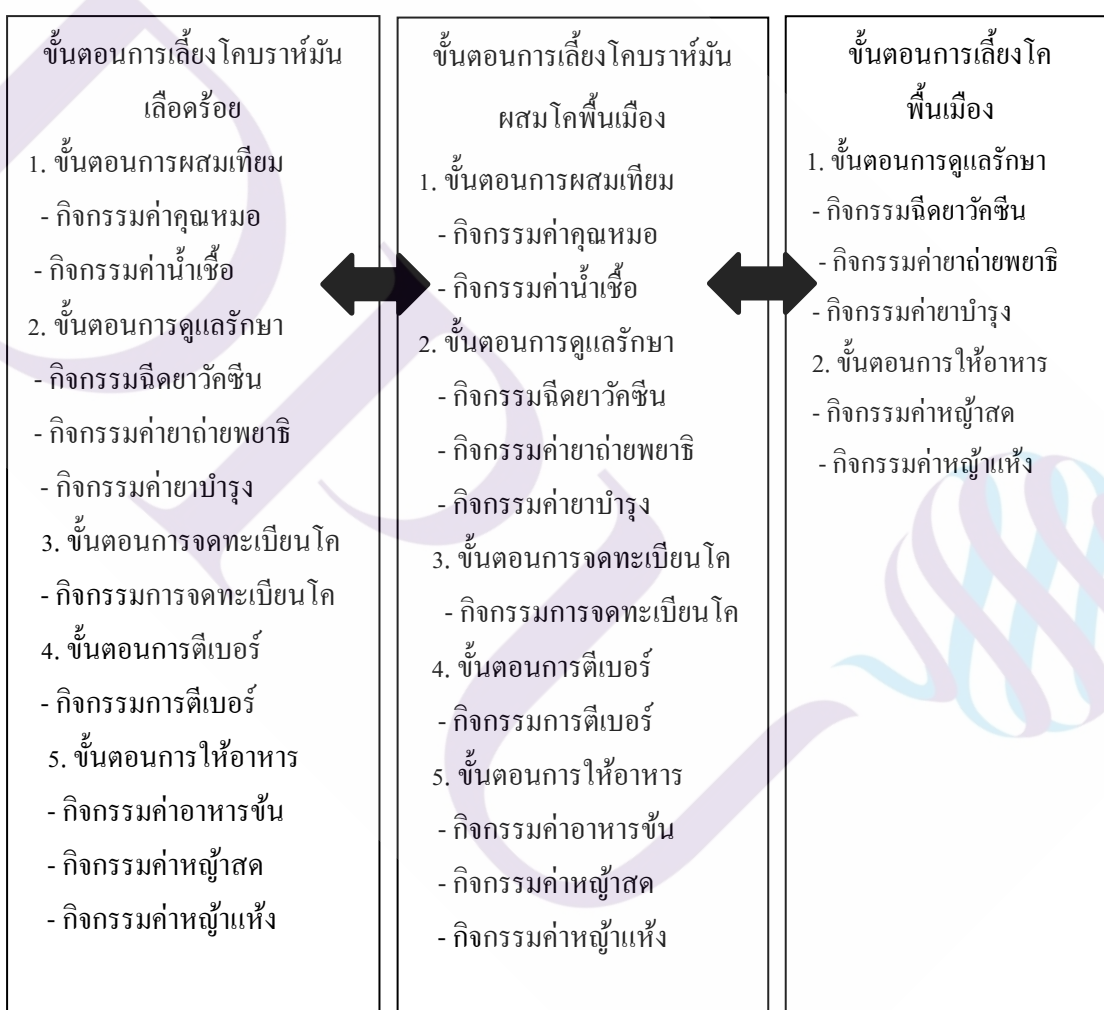 ขั้นตอนการเลี้ยงโคบราห์มัน
เลือดร้อย
1. ขั้นตอนการผสมเทียม
- กิจกรรมค่าคุณหมอ
- กิจกรรมค่าน้ำเชื้อ
2. ขั้นตอนการดูแลรักษา
- กิจกรรมฉีดยาวัคซีน
- กิจกรรมค่ายาถ่ายพยาธิ
- กิจกรรมค่ายาบำรุง
3. ขั้นตอนการจดทะเบียนโค
- กิจกรรมการจดทะเบียนโค
4. ขั้นตอนการตีเบอร์
- กิจกรรมการตีเบอร์
5. ขั้นตอนการให้อาหาร
- กิจกรรมค่าอาหารข้น
- กิจกรรมค่าหญ้าสด
- กิจกรรมค่าหญ้าแห้ง
ขั้นตอนการเลี้ยงโคบราห์มัน
ผสมโคพื้นเมือง
1. ขั้นตอนการผสมเทียม
- กิจกรรมค่าคุณหมอ
- กิจกรรมค่าน้ำเชื้อ
2. ขั้นตอนการดูแลรักษา
- กิจกรรมฉีดยาวัคซีน
- กิจกรรมค่ายาถ่ายพยาธิ
- กิจกรรมค่ายาบำรุง
3. ขั้นตอนการจดทะเบียนโค
- กิจกรรมการจดทะเบียนโค
4. ขั้นตอนการตีเบอร์
- กิจกรรมการตีเบอร์
5. ขั้นตอนการให้อาหาร
- กิจกรรมค่าอาหารข้น
- กิจกรรมค่าหญ้าสด
- กิจกรรมค่าหญ้าแห้ง
ขั้นตอนการเลี้ยงโค
พื้นเมือง
1. ขั้นตอนการดูแลรักษา
- กิจกรรมฉีดยาวัคซีน
- กิจกรรมค่ายาถ่ายพยาธิ
- กิจกรรมค่ายาบำรุง
2. ขั้นตอนการให้อาหาร
- กิจกรรมค่าหญ้าสด
- กิจกรรมค่าหญ้าแห้ง
DPU